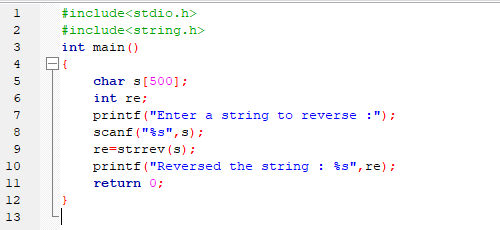 1 #include<stdio.h>
2 #include<string.h>
3 int main()
4 {
5 char s[500];
6 int re;
7 printf("Enter a string to reverse :");
8 scanf("%s",s);
9 re=strrev(s);
10 printf("Reversed the string : %s",re);
11 return 0;
12 }
13